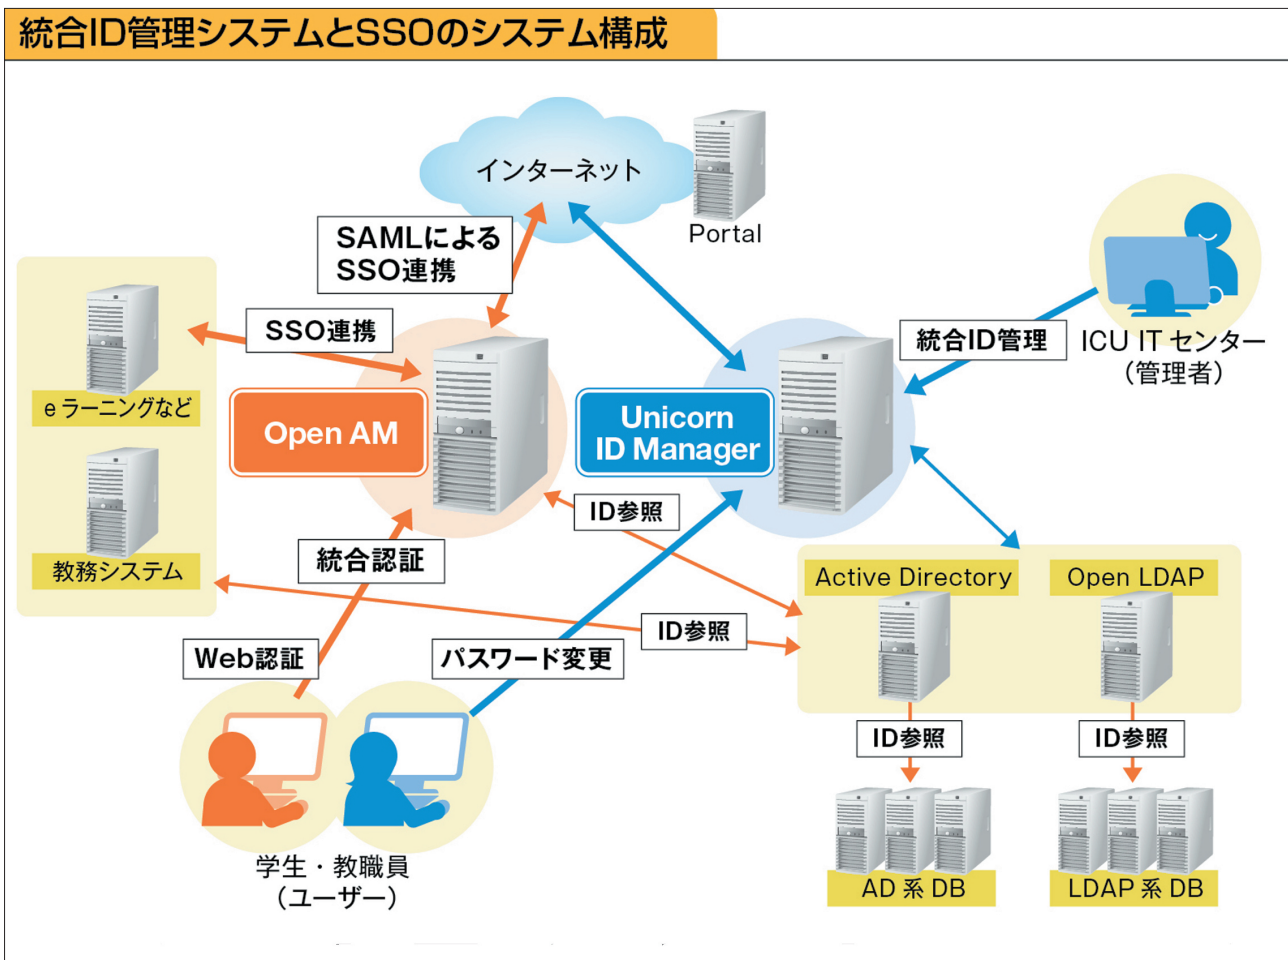 統合ID管理システムとSSOのシステム構成
インターネット
Portal
SAMLによる
SSO連携
SSO連携
統合ID管理
ICU IT センター
（管理者）
e ラーニングなど
Open AM
Unicorn
ID Manager
教務システム
ID参照
統合認証
Active Directory
Open LDAP
ID参照
Web認証
パスワード変更
ID参照
ID参照
学生・教職員
（ユーザー）
AD 系 DB
LDAP 系 DB